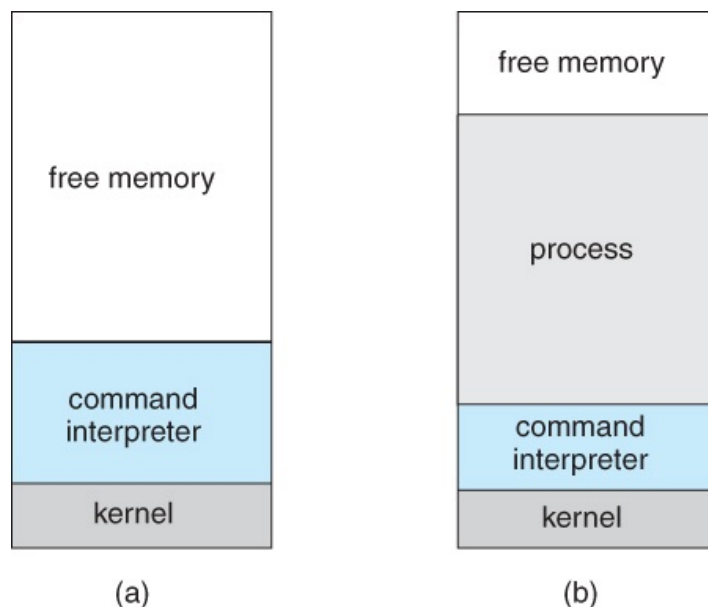 free memory
command
interpreter
kernel
(a)
free memory
process
command
interpreter
kernel
(b)